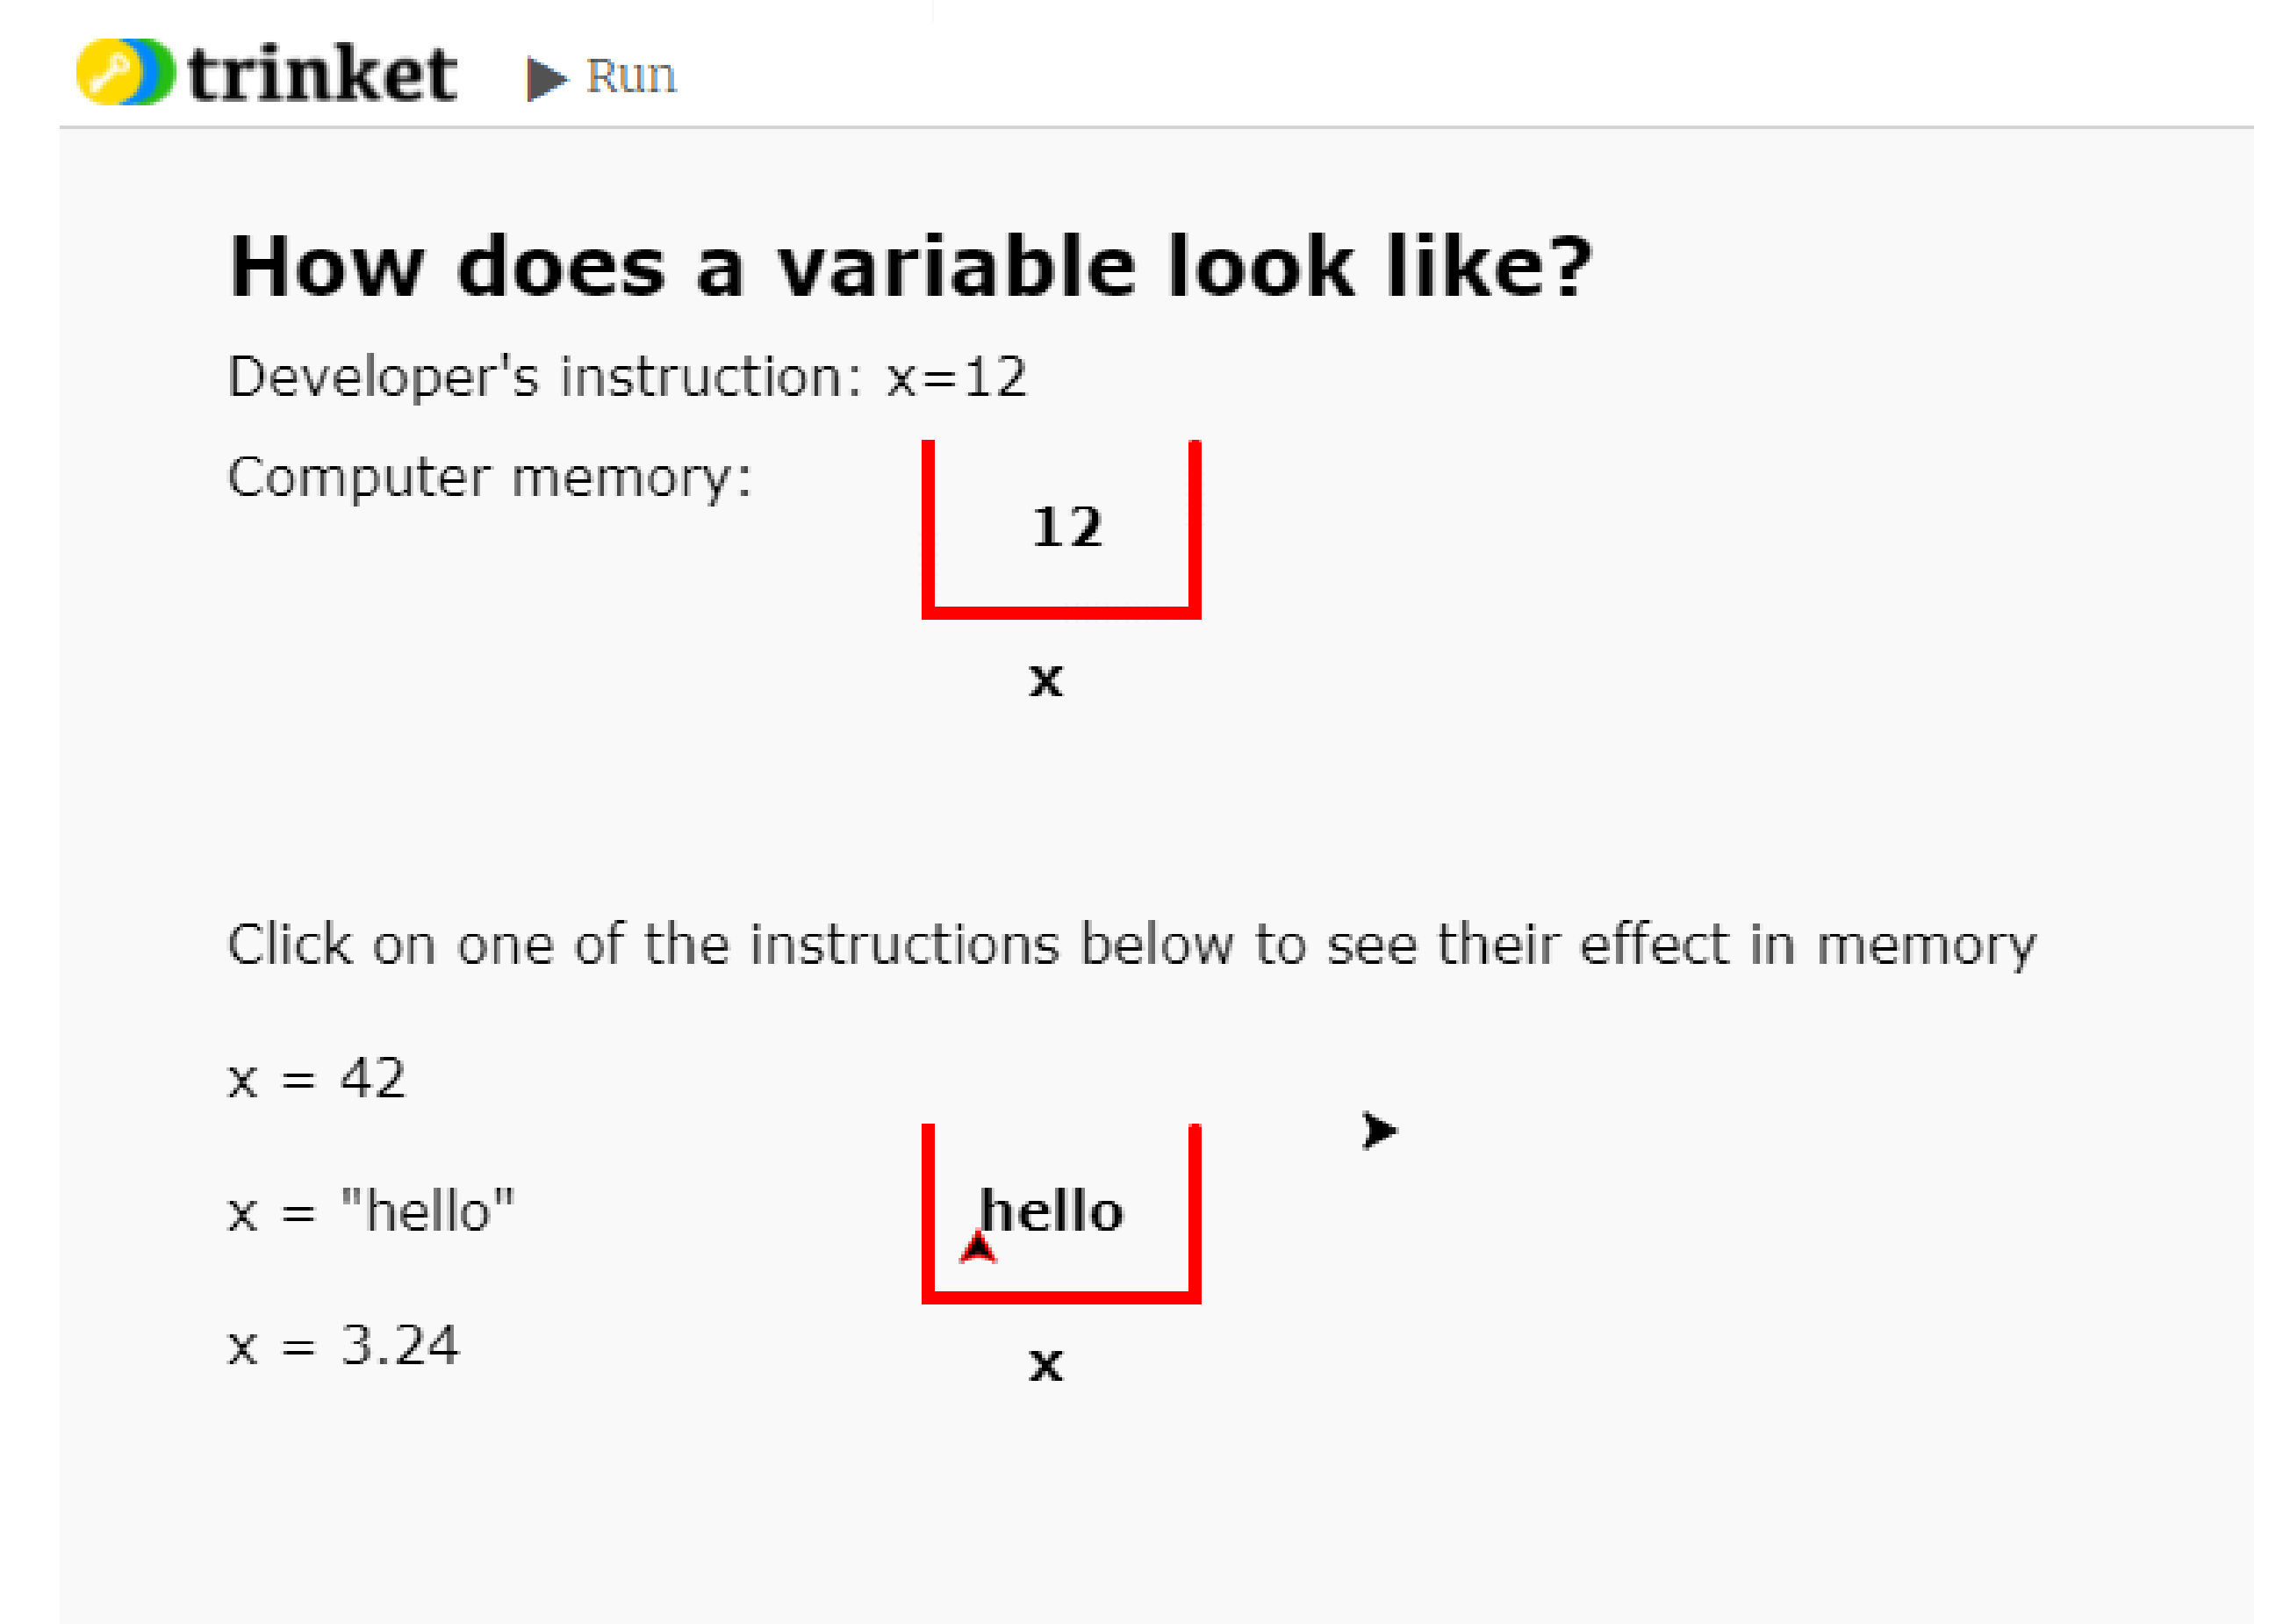 trinket Run
How does a variable look like?
Developer's instruction: x=12
Computer memory:
12
x
Click on one of the instructions below to see their effect in memory
x = 42
x = "hello"
hello
x = 3.24
x